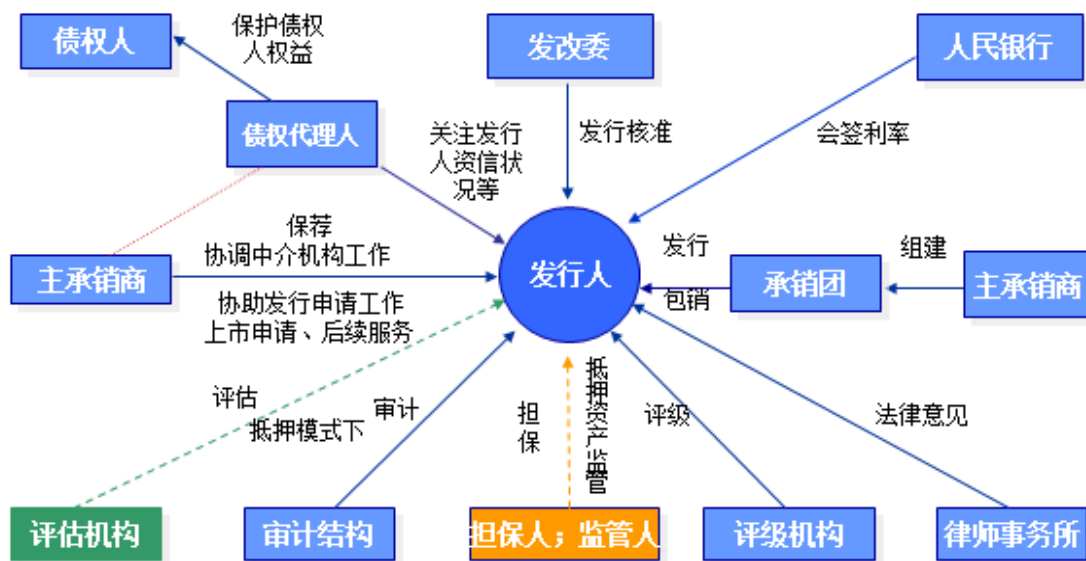 债权人
保护债权
人权益
发改委
人民银行
债权代理人
关注发行
人资信状
况等
发行核准
会签利率
主承销商
保荐
协调中介机构工作
协助发行申请工作
上市申请、后续服务
发行人
发行
包销
承销团
组建
主承销商
评估
抵押模式下
审计
担
保
抵押资产监管
评级
法律意见
评估机构
审计结构
担保人；监管人
评级机构
律师事务所